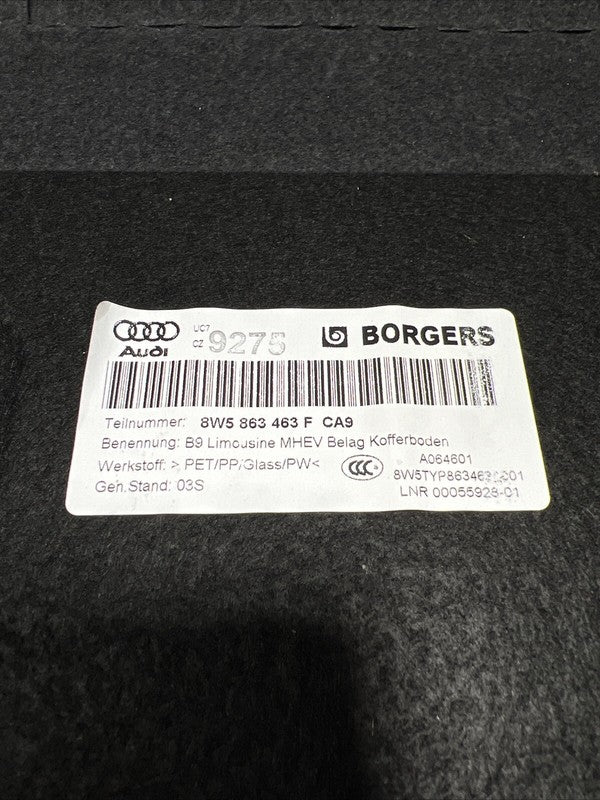 UC7
CZ 9275
Audi
BORGERS
Teilnummer: 8W5 863 463 F CA9
Benennung: B9 Limousine MHEV Belag Kofferboden
Werkstoff: > PET/PP/Glass/PW<
CCC
A064601
Gen.Stand: 03S
LNR 00055928-01